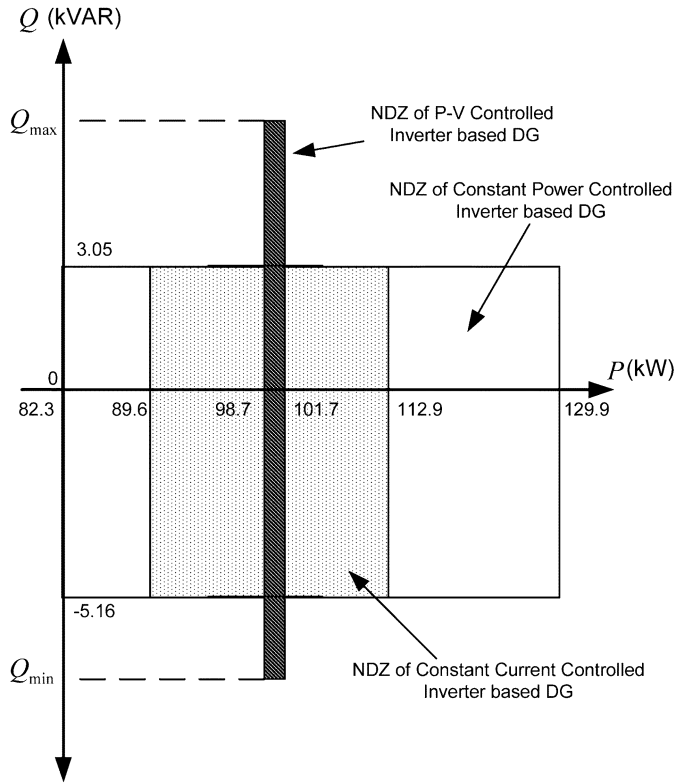 Q (kVAR)
Qmax
NDZ of P-V Controlled
Inverter based DG
NDZ of Constant Power Controlled
Inverter based DG
3.05
0
P(kW)
82.3 89.6 98.7 101.7 112.9 129.9
-5.16
Qmin
NDZ of Constant Current Controlled
Inverter based DG